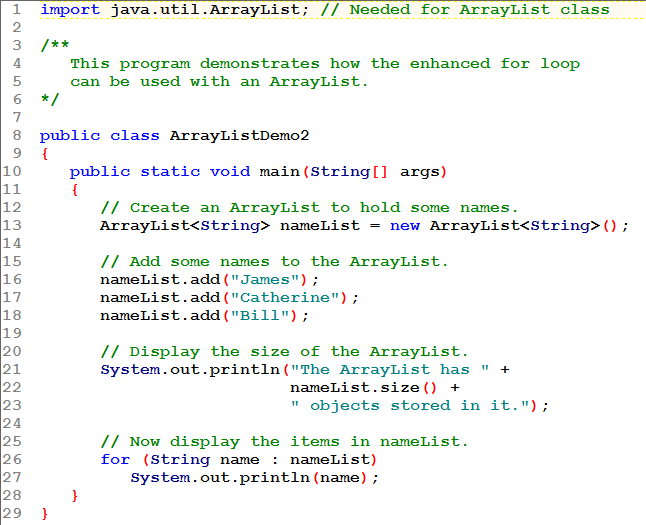 1 import java.util.ArrayList; // Needed for ArrayList class
2
3 /**
4    This program demonstrates how the enhanced for loop
5    can be used with an ArrayList.
6 */
7
8 public class ArrayListDemo2
9 {
10    public static void main(String[] args)
11    {
12       // Create an ArrayList to hold some names.
13       ArrayList<String> nameList = new ArrayList<String>();
14
15       // Add some names to the ArrayList.
16       nameList.add("James");
17       nameList.add("Catherine");
18       nameList.add("Bill");
19
20       // Display the size of the ArrayList.
21       System.out.println("The ArrayList has " +
22                          nameList.size() +
23                          " objects stored in it.");
24
25       // Now display the items in nameList.
26       for (String name : nameList)
27          System.out.println(name);
28    }
29 }